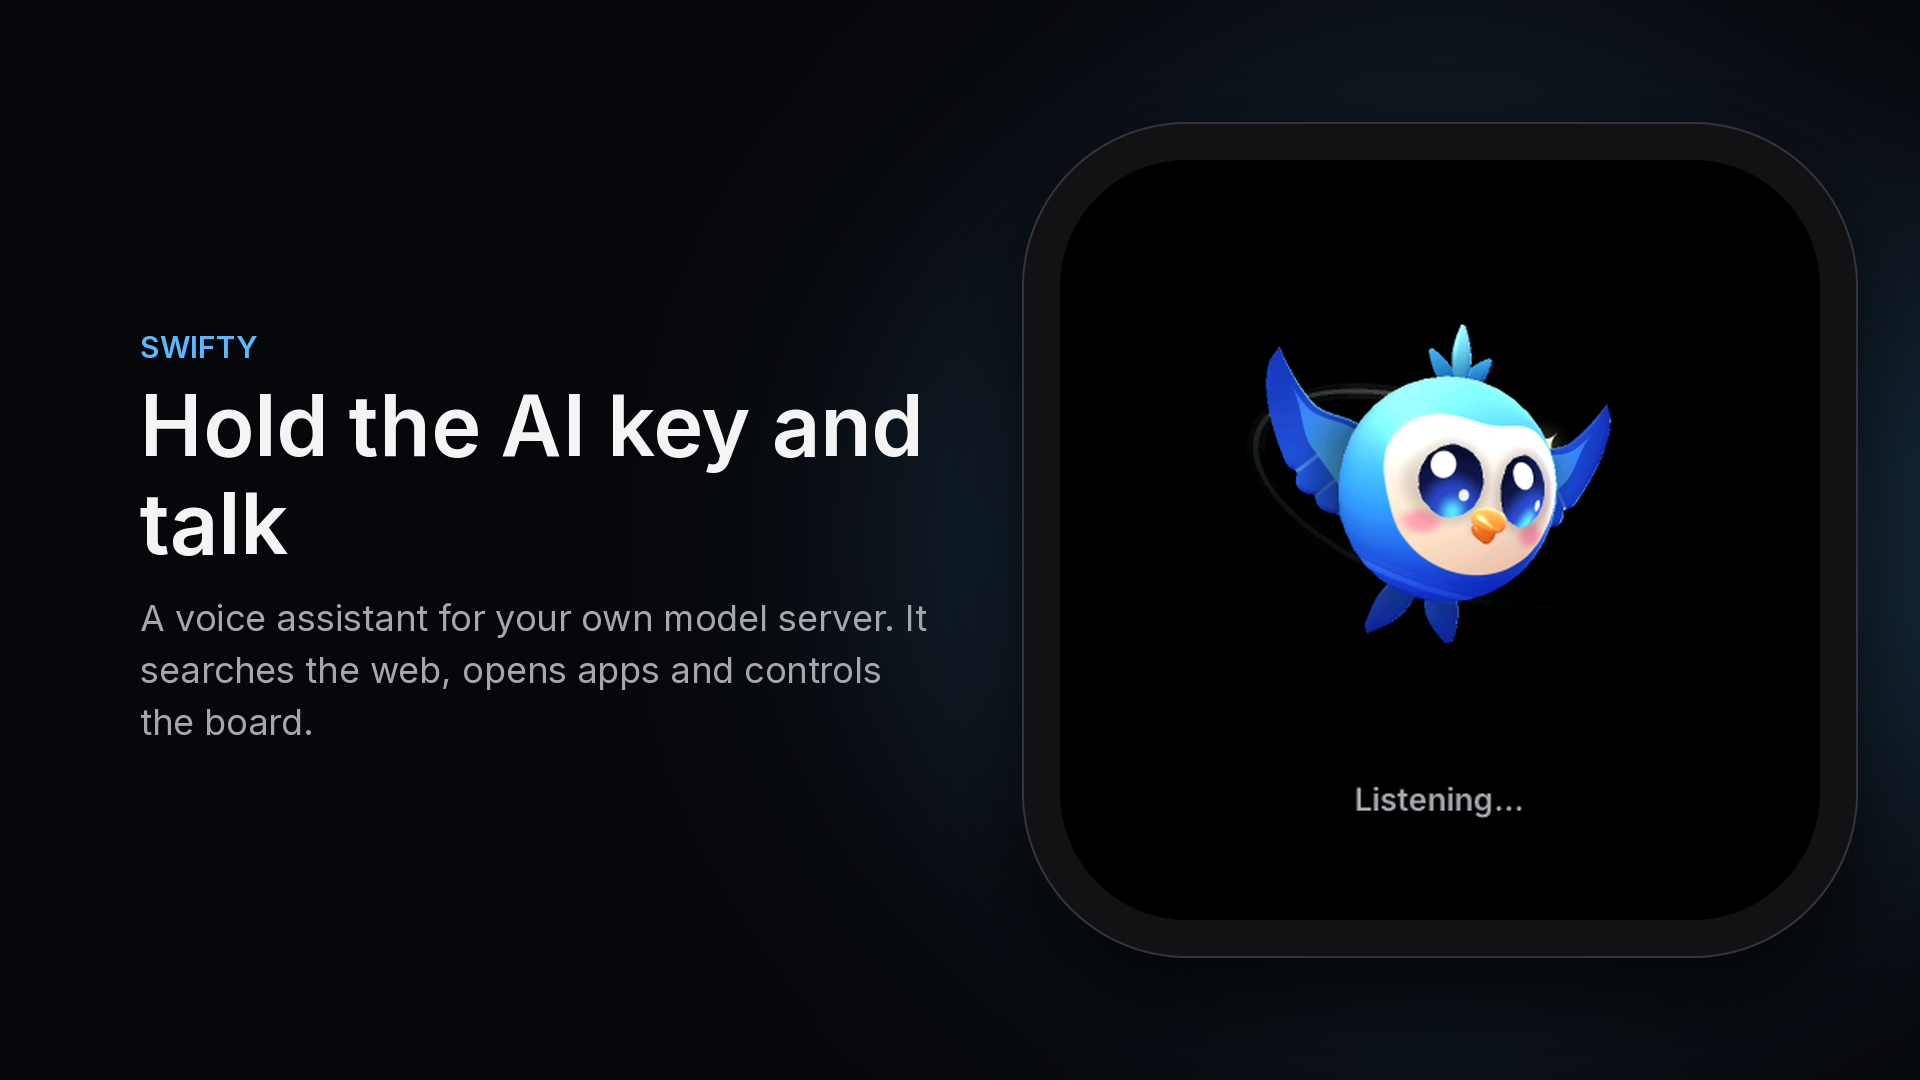 SWIFTY
Hold the AI key and
talk
A voice assistant for your own model server. It
searches the web, opens apps and controls
the board.
Listening...